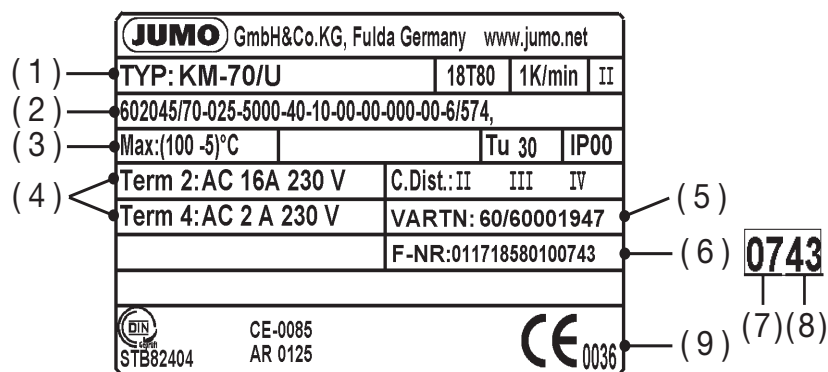 JUMO GmbH&Co.KG, Fulda Germany www.jumo.net
(1) TYP: KM-70/U 18T80 1K/min II
(2) 602045/70-025-5000-40-10-00-00-000-00-6/574,
(3) Max:(100 -5)°C Tu 30 IP00
(4) Term 2:AC 16A 230 V C.Dist.: II III IV
Term 4:AC 2 A 230 V VARTN: 60/60001947 (5)
F-NR:011718580100743 (6) 0743
(7) (8)
DIN geprüft CE-0085 CE 0036 (9)
STB82404 AR 0125